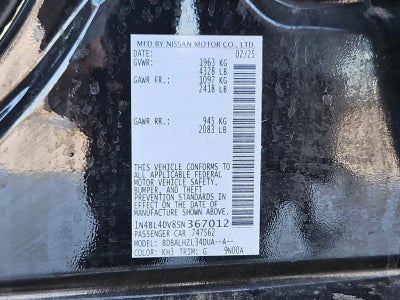 MFD BY NISSAN MOTOR CO., LTD.
DATE: 02/25
GVWR: 1963 KG
4328 LB
GAWR FR.: 1097 KG
2418 LB
GAWR RR.: 945 KG
2083 LB
THIS VEHICLE CONFORMS TO
ALL APPLICABLE FEDERAL
MOTOR VEHICLE SAFETY,
BUMPER, AND THEFT
PREVENTION STANDARDS
IN EFFECT ON THE DATE OF
MANUFACTURE SHOWN ABOVE.
1N4BL4DV8SN367012
PASSENGER CAR 747562
MODEL: BDBALHZL34DUA--A--
COLOR: KH3 TRIM: G 9N00A